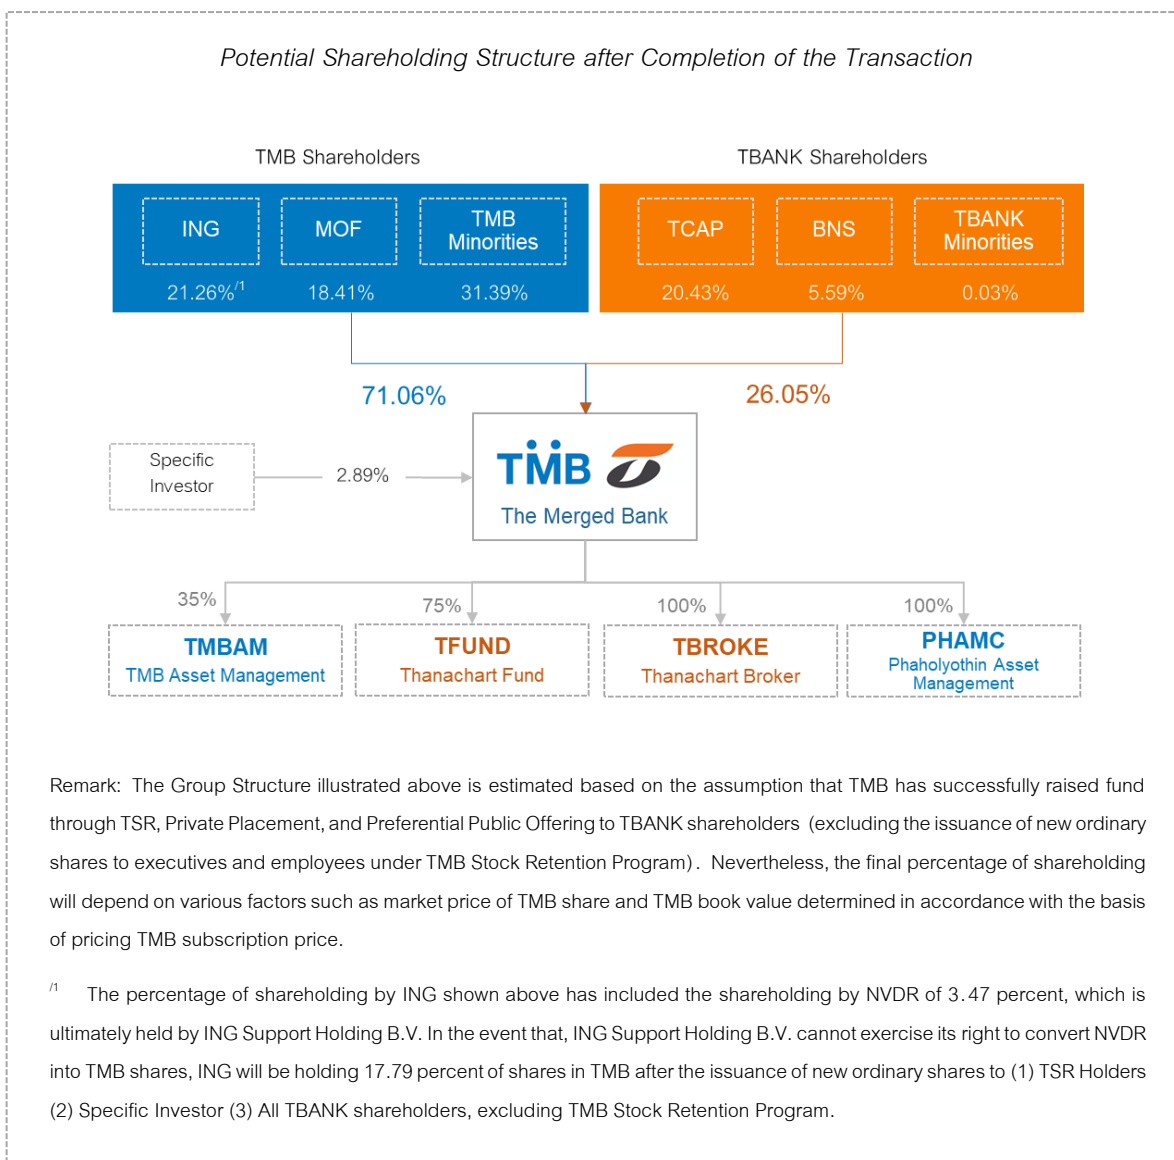 Potential Shareholding Structure after Completion of the Transaction
TMB Shareholders
TBANK Shareholders
ING
MOF
TMB
Minorities
TCAP
BNS
TBANK
Minorities
21.26%/1
18.41%
31.39%
20.43%
5.59%
0.03%
71.06%
26.05%
Specific
Investor
2.89%
TMB
The Merged Bank
35%
75%
100%
100%
TMBAM
TMB Asset Management
TFUND
Thanachart Fund
TBROKE
Thanachart Broker
PHAMC
Phaholyothin Asset
Management
Remark: The Group Structure illustrated above is estimated based on the assumption that TMB has successfully raised fund
through TSR, Private Placement, and Preferential Public Offering to TBANK shareholders (excluding the issuance of new ordinary
shares to executives and employees under TMB Stock Retention Program). Nevertheless, the final percentage of shareholding
will depend on various factors such as market price of TMB share and TMB book value determined in accordance with the basis
of pricing TMB subscription price.
/1 The percentage of shareholding by ING shown above has included the shareholding by NVDR of 3.47 percent, which is
ultimately held by ING Support Holding B.V. In the event that, ING Support Holding B.V. cannot exercise its right to convert NVDR
into TMB shares, ING will be holding 17.79 percent of shares in TMB after the issuance of new ordinary shares to (1) TSR Holders
(2) Specific Investor (3) All TBANK shareholders, excluding TMB Stock Retention Program.